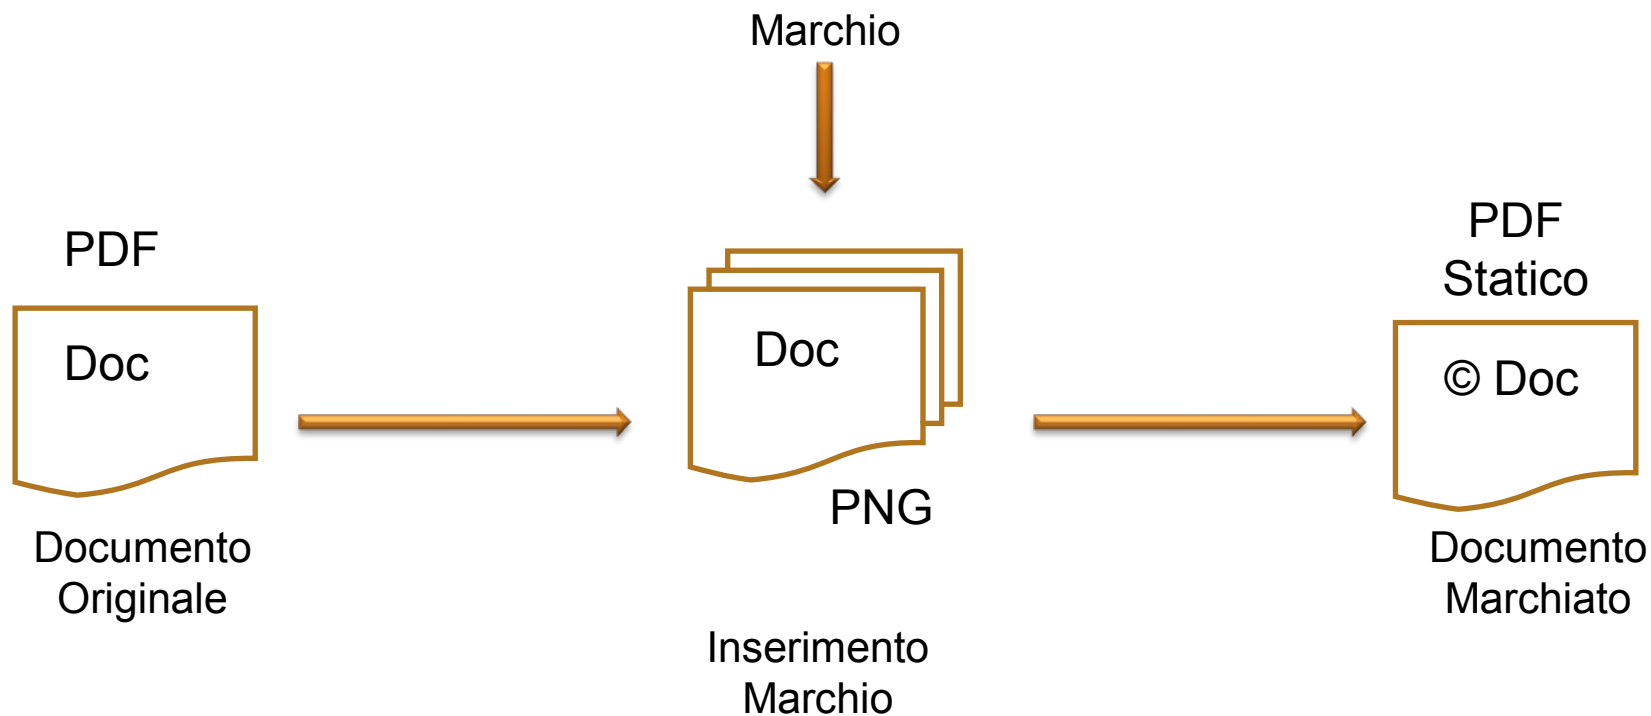 Marchio
PDF
Doc
Documento
Originale
Doc
PNG
Inserimento
Marchio
PDF
Statico
© Doc
Documento
Marchiato